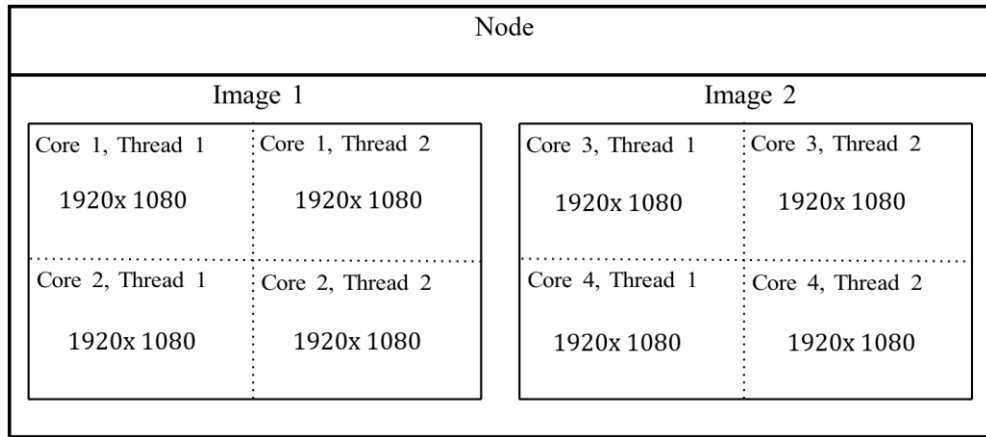 Node
Image 1
Image 2
Core 1, Thread 1
Core 1, Thread 2
1920x 1080
1920x 1080
Core 2, Thread 1
Core 2, Thread 2
1920x 1080
1920x 1080
Core 3, Thread 1
Core 3, Thread 2
1920x 1080
1920x 1080
Core 4, Thread 1
Core 4, Thread 2
1920x 1080
1920x 1080